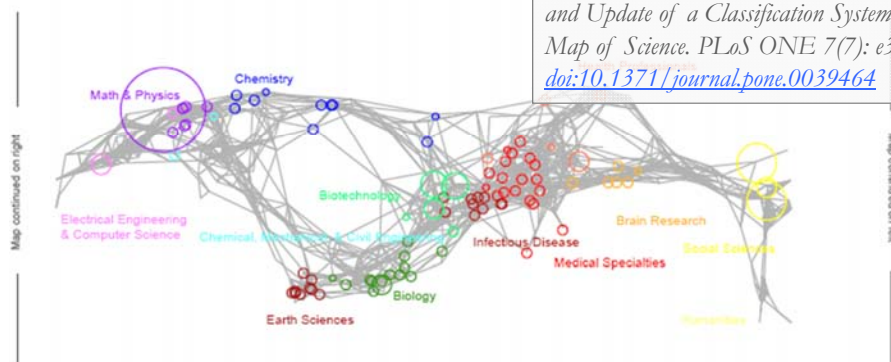 and Update of a Classification System
Map of Science. PLoS ONE 7(7): e3
doi:10.1371/journal.pone.0039464
Health Professionals
Chemistry
Math & Physics
Map continued on right
Biotechnology
Electrical Engineering
& Computer Science
Chemical, Mechanical, & Civil Engineering
Infectious Disease
Brain Research
Medical Specialties
Social Sciences
Biology
Earth Sciences
Humanities